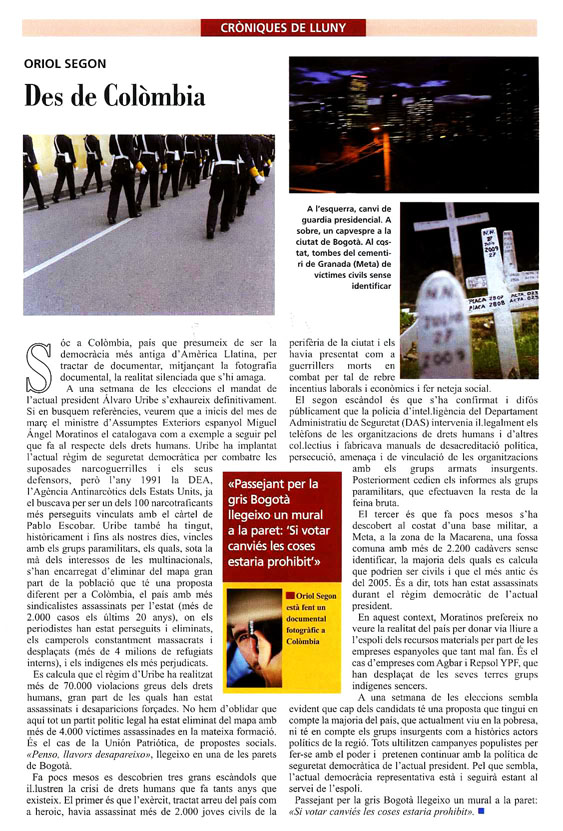 CRÒNIQUES DE LLUNY
ORIOL SEGON
Des de Colòmbia
A l'esquerra, canvi de
guardia presidencial. A
sobre, un capvespre a la
ciutat de Bogotà. Al cos-
tat, tombes del cementi-
ri de Granada (Meta) de
víctimes civils sense
identificar
Sóc a Colòmbia, país que presumeix de ser la
democràcia més antiga d'Amèrica Llatina, per
tractar de documentar, mitjançant la fotografia
documental, la realitat silenciada que s'hi amaga.
A una setmana de les eleccions el mandat de
l'actual president Álvaro Uribe s'exhaureix definitivament.
Si en busquem referències, veurem que a inicis del mes de
març el ministre d'Assumptes Exteriors espanyol Miguel
Ángel Moratinos el catalogava com a exemple a seguir pel
que fa al respecte dels drets humans. Uribe ha implantat
l'actual règim de seguretat democràtica per combatre les
suposades narcoguerrilles i els seus
defensors, però l'any 1991 la DEA,
l'Agència Antinarcòtics dels Estats Units, ja
el buscava per ser un dels 100 narcotraficants
més perseguits vinculats amb el càrtel de
Pablo Escobar. Uribe també ha tingut,
històricament i fins als nostres dies, vincles
amb els grups paramilitars, els quals, sota la
mà dels interessos de les multinacionals,
s'han encarregat d'eliminar del mapa gran
part de la població que té una proposta
diferent per a Colòmbia, el país amb més
sindicalistes assassinats per l'estat (més de
2.000 casos els últims 20 anys), on els
periodistes han estat perseguits i eliminats,
els camperols constantment massacrats i
desplaçats (més de 4 milions de refugiats
interns), i els indígenes els més perjudicats.
Es calcula que el règim d'Uribe ha realitzat
més de 70.000 violacions greus dels drets
humans, gran part de les quals han estat
assassinats i desaparicions forçades. No hem d'oblidar que
aquí tot un partit polític legal ha estat eliminat del mapa amb
més de 4.000 víctimes assassinades en la mateixa formació.
És el cas de la Unión Patriótica, de propostes socials.
«Penso, llavors desapareixo», llegeixo en una de les parets
de Bogotà.
Fa pocs mesos es descobrien tres grans escàndols que
il.lustren la crisi de drets humans que fa tants anys que
existeix. El primer és que l'exèrcit, tractat arreu del país com
a heroic, havia assassinat més de 2.000 joves civils de la
«Passejant per la
gris Bogotà
llegeixo un mural
a la paret: 'Si votar
canviés les coses
estaria prohibit'»
Oriol Segon
està fent un
documental
fotogràfic a
Colòmbia
perifèria de la ciutat i els
havia presentat com a
guerrillers morts en
combat per tal de rebre
incentius laborals i econòmics i fer neteja social.
El segon escàndol és que s'ha confirmat i difós
públicament que la policia d'intel.ligència del Departament
Administratiu de Seguretat (DAS) intervenia il.legalment els
telèfons de les organitzacions de drets humans i d'altres
col.lectius i fabricava manuals de desacreditació política,
persecució, amenaça i de vinculació de les organitzacions
amb els grups armats insurgents.
Posteriorment cedien els informes als grups
paramilitars, que efectuaven la resta de la
feina bruta.
El tercer és que fa pocs mesos s'ha
descobert al costat d'una base militar, a
Meta, a la zona de la Macarena, una fossa
comuna amb més de 2.200 cadàvers sense
identificar, la majoria dels quals es calcula
que podrien ser civils i que el més antic és
del 2005. És a dir, tots han estat assassinats
durant el règim democràtic de l'actual
president.
En aquest context, Moratinos prefereix no
veure la realitat del país per donar via lliure a
l'espoli dels recursos materials per part de les
empreses espanyoles que tant mal fan. És el
cas d'empreses com Agbar i Repsol YPF, que
han desplaçat de les seves terres grups
indígenes sencers.
A una setmana de les eleccions sembla
evident que cap dels candidats té una proposta que tingui en
compte la majoria del país, que actualment viu en la pobresa,
ni té en compte els grups insurgents com a històrics actors
polítics de la regió. Tots ultilitzen campanyes populistes per
fer-se amb el poder i pretenen continuar amb la política de
seguretat democràtica de l'actual president. Pel que sembla,
l'actual democràcia representativa està i seguirà estant al
servei de l'espoli.
Passejant per la gris Bogotà llegeixo un mural a la paret:
«Si votar canviés les coses estaria prohibit».